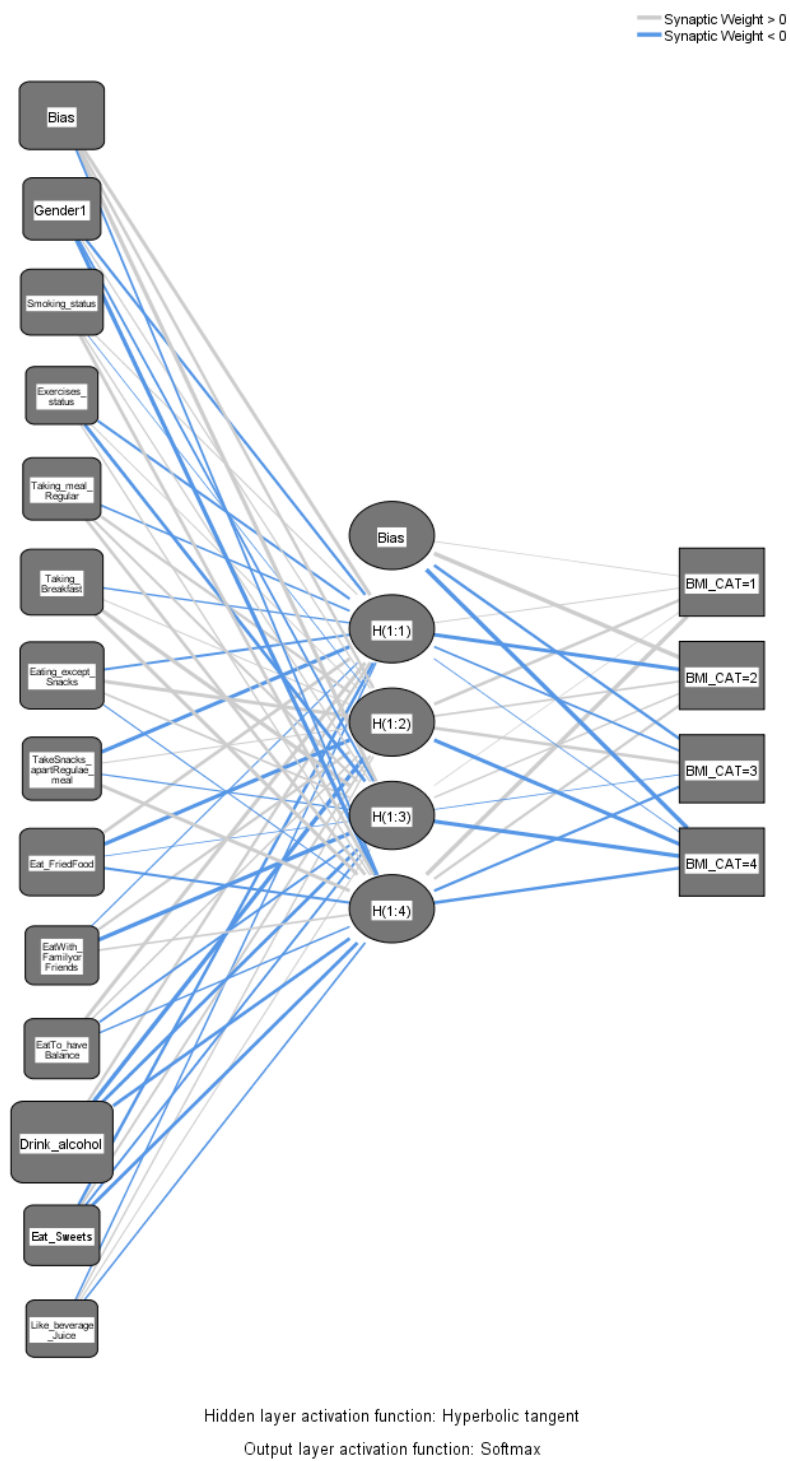 Synaptic Weight > 0
Synaptic Weight < 0
Bias
Gender1
Smoking_status
Exercises_
status
Taking_meal_
Regular
Taking_
Breakfast
Eating_except_
Snacks
TakeSnacks_
apartRegulae_
meal
Eat_FriedFood
EatWith_
Familyor
Friends
EatTo_have
Balance
Drink_alcohol
Eat_Sweets
Like_beverage
_Juice
Bias
H(1:1)
H(1:2)
H(1:3)
H(1:4)
BMI_CAT=1
BMI_CAT=2
BMI_CAT=3
BMI_CAT=4
Hidden layer activation function: Hyperbolic tangent
Output layer activation function: Softmax